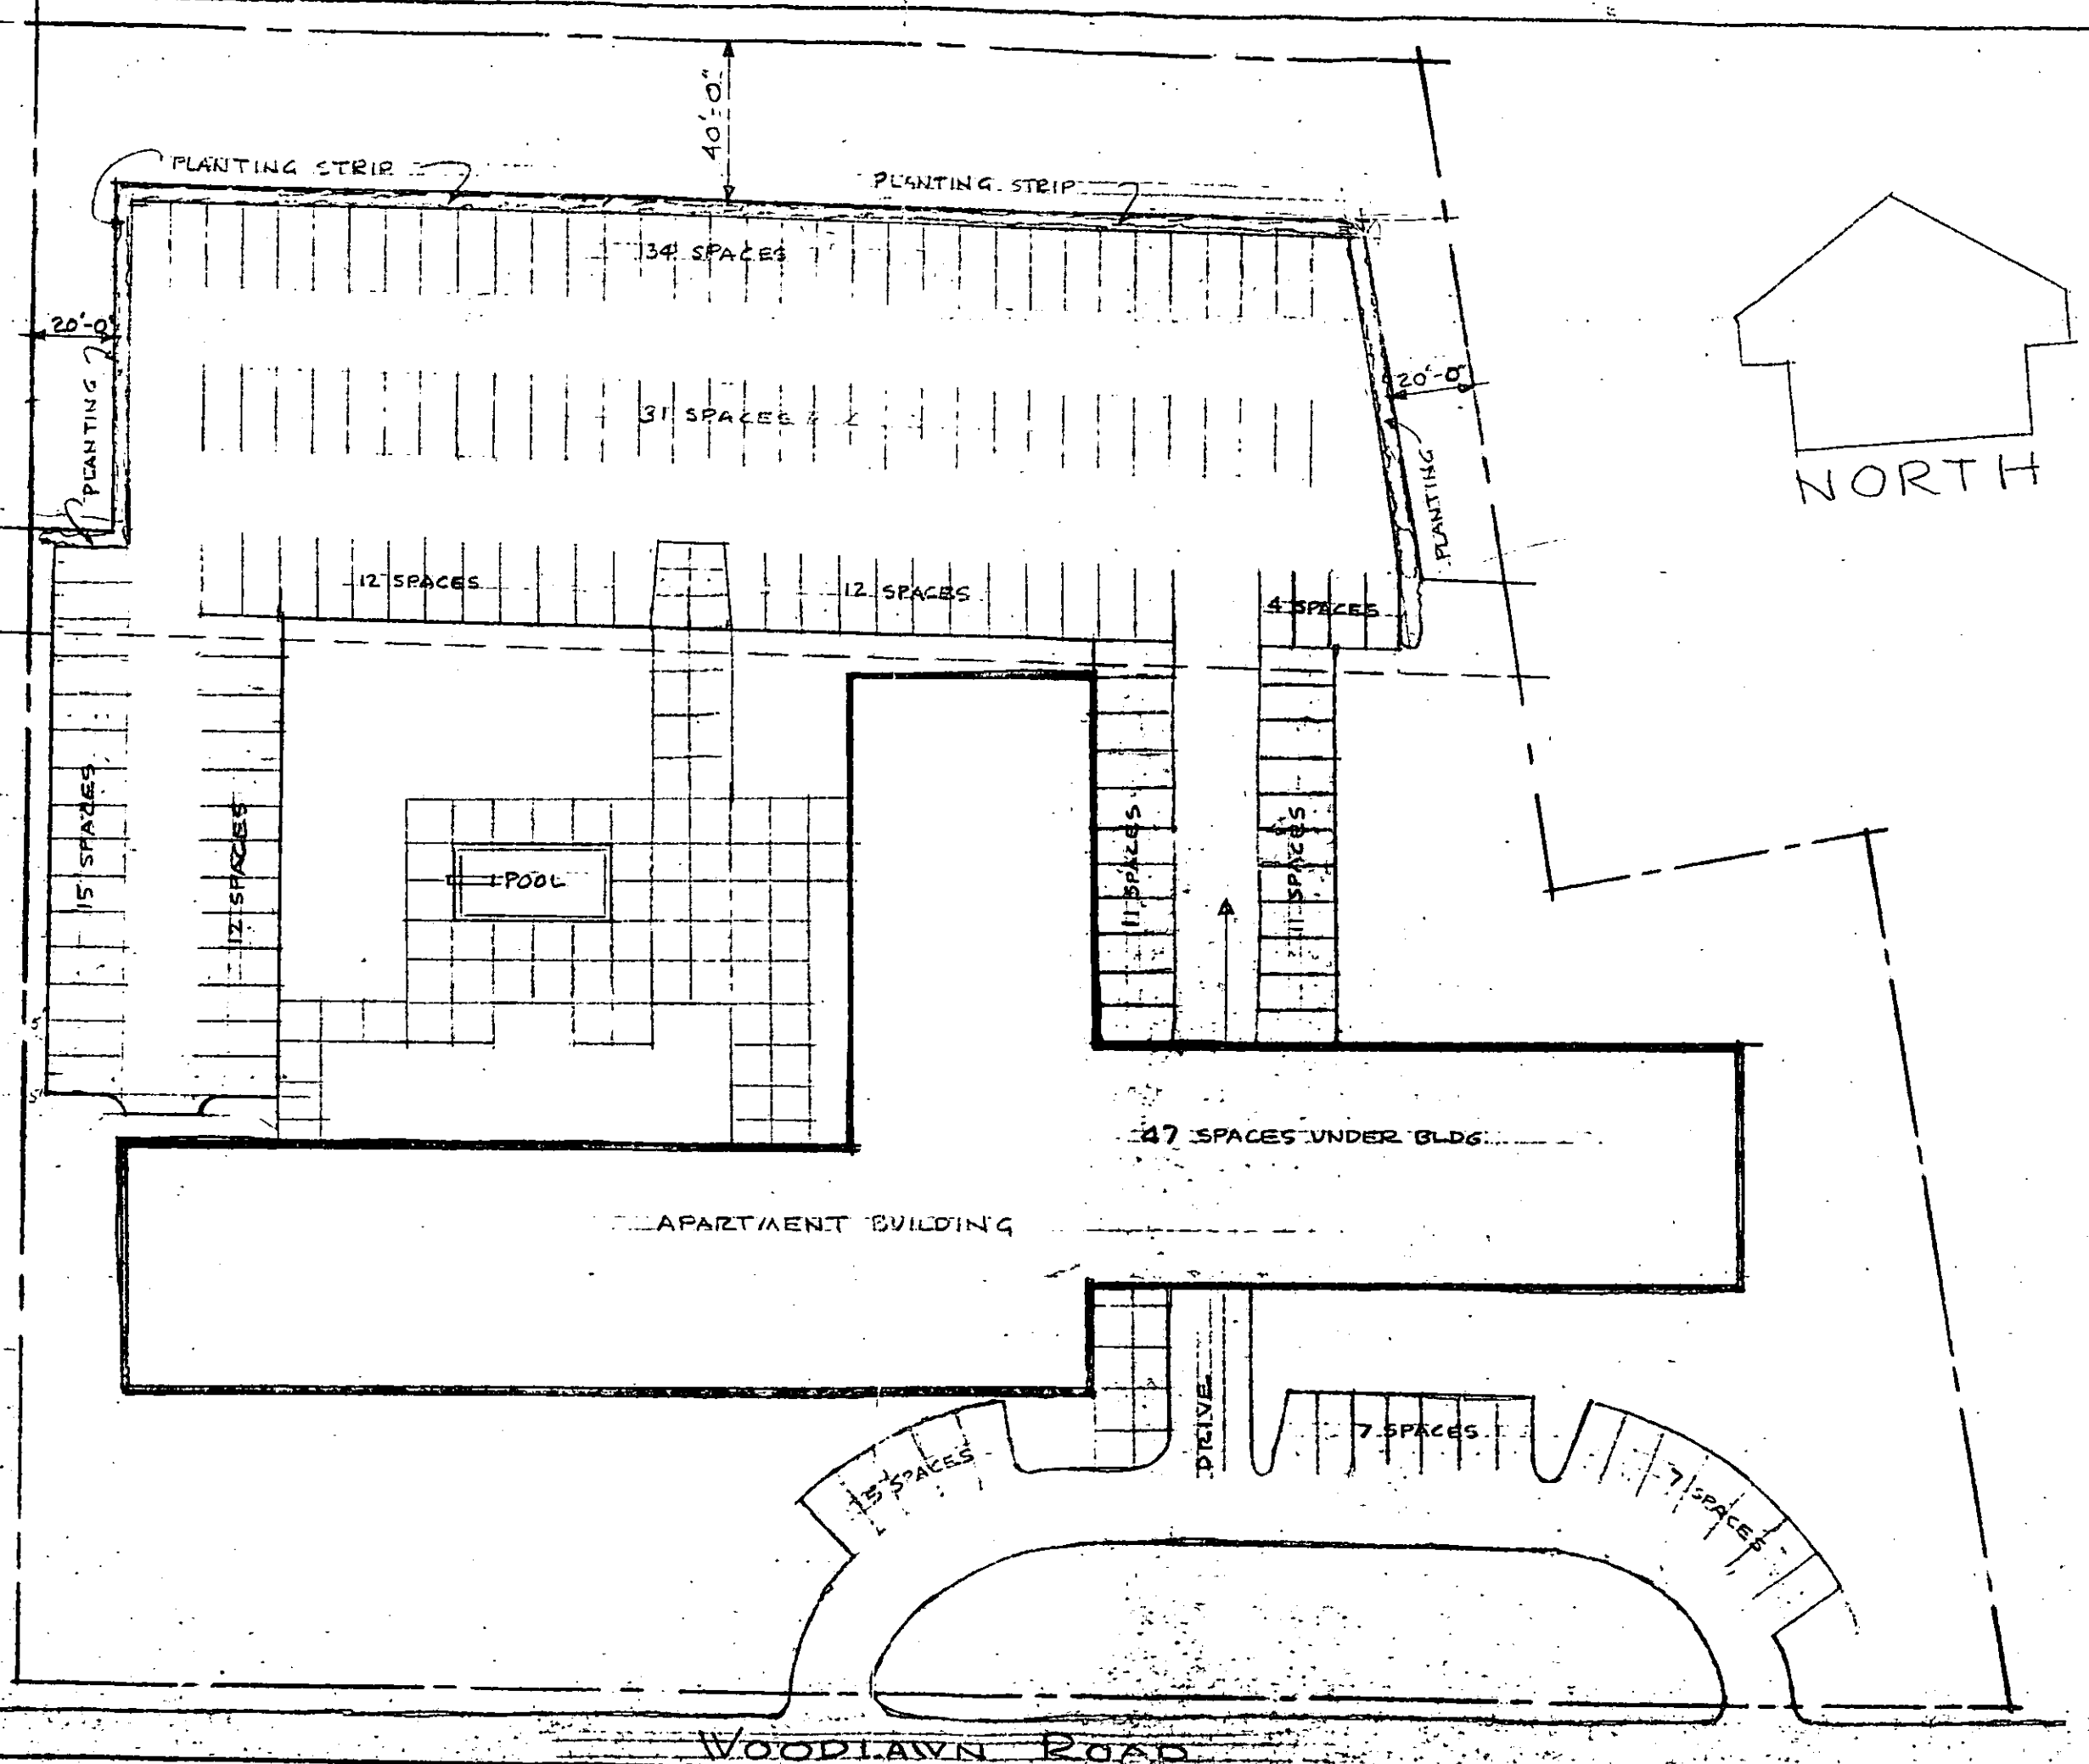 40'-0"
PLANTING STRIP
PLANTING STRIP
34 SPACES
20'-0"
PLANTING
20'-0"
31 SPACES
PLANTING
NORTH
12 SPACES
12 SPACES
4 SPACES
15 SPACES
12 SPACES
POOL
11 SPACES
11 SPACES
5'
5'
47 SPACES UNDER BLDG.
APARTMENT BUILDING
DRIVE
5 SPACES
7 SPACES
7 SPACES
WOODLAWN ROAD